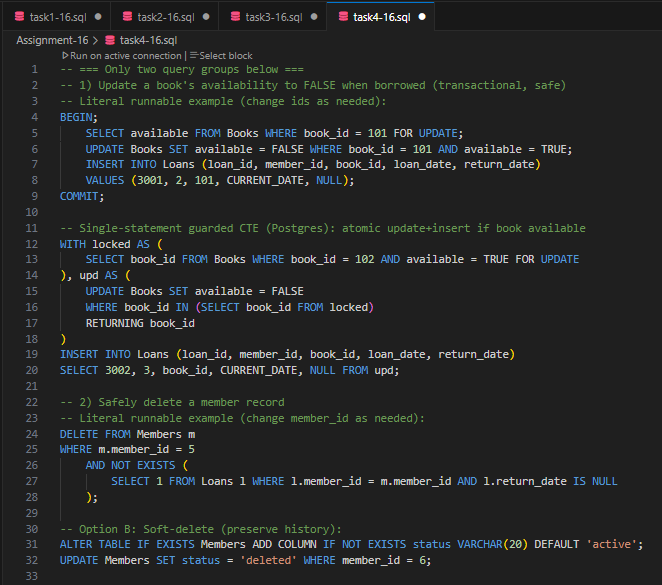 task1-16.sql ● task2-16.sql ● task3-16.sql ● task4-16.sql ●
Assignment-16 > task4-16.sql
Run on active connection | Select block
1 -- === Only two query groups below ===
2 -- 1) Update a book's availability to FALSE when borrowed (transactional, safe)
3 -- Literal runnable example (change ids as needed):
4 BEGIN;
5     SELECT available FROM Books WHERE book_id = 101 FOR UPDATE;
6     UPDATE Books SET available = FALSE WHERE book_id = 101 AND available = TRUE;
7     INSERT INTO Loans (loan_id, member_id, book_id, loan_date, return_date)
8     VALUES (3001, 2, 101, CURRENT_DATE, NULL);
9 COMMIT;
10
11 -- Single-statement guarded CTE (Postgres): atomic update+insert if book available
12 WITH locked AS (
13     SELECT book_id FROM Books WHERE book_id = 102 AND available = TRUE FOR UPDATE
14 ), upd AS (
15     UPDATE Books SET available = FALSE
16     WHERE book_id IN (SELECT book_id FROM locked)
17     RETURNING book_id
18 )
19 INSERT INTO Loans (loan_id, member_id, book_id, loan_date, return_date)
20 SELECT 3002, 3, book_id, CURRENT_DATE, NULL FROM upd;
21
22 -- 2) Safely delete a member record
23 -- Literal runnable example (change member_id as needed):
24 DELETE FROM Members m
25 WHERE m.member_id = 5
26     AND NOT EXISTS (
27         SELECT 1 FROM Loans l WHERE l.member_id = m.member_id AND l.return_date IS NULL
28     );
29
30 -- Option B: Soft-delete (preserve history):
31 ALTER TABLE IF EXISTS Members ADD COLUMN IF NOT EXISTS status VARCHAR(20) DEFAULT 'active';
32 UPDATE Members SET status = 'deleted' WHERE member_id = 6;
33